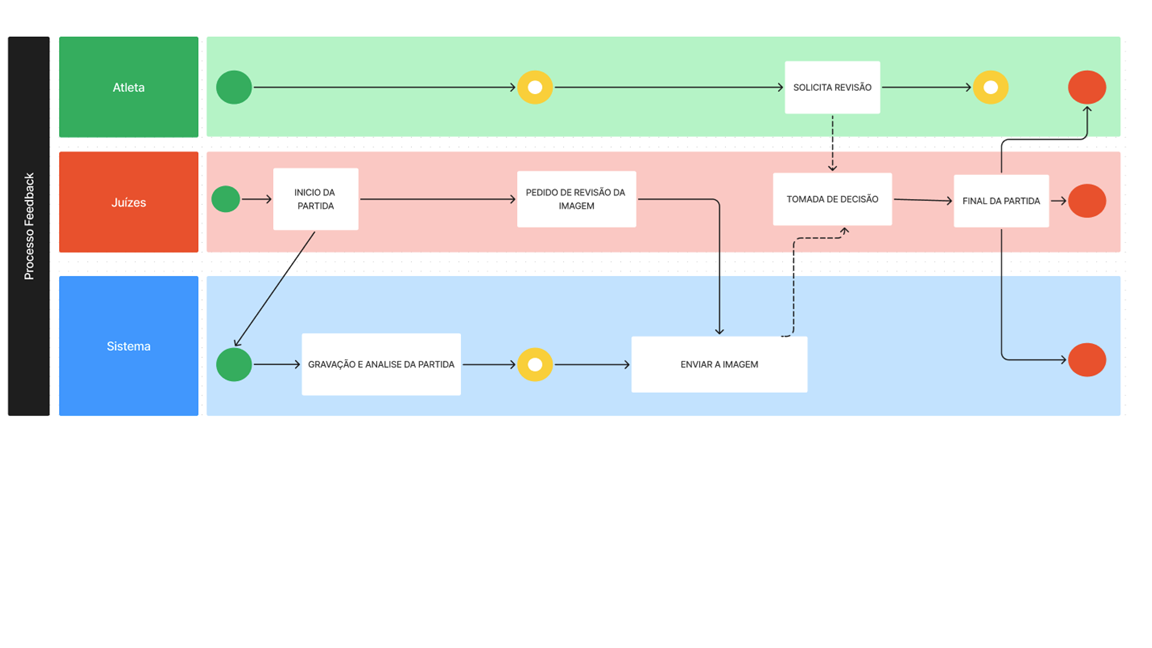 Processo Feedback
Atleta
SOLICITA REVISÃO
Juízes
INICIO DA
PARTIDA
PEDIDO DE REVISÃO DA
IMAGEM
TOMADA DE DECISÃO
FINAL DA PARTIDA
Sistema
GRAVAÇÃO E ANALISE DA PARTIDA
ENVIAR A IMAGEM